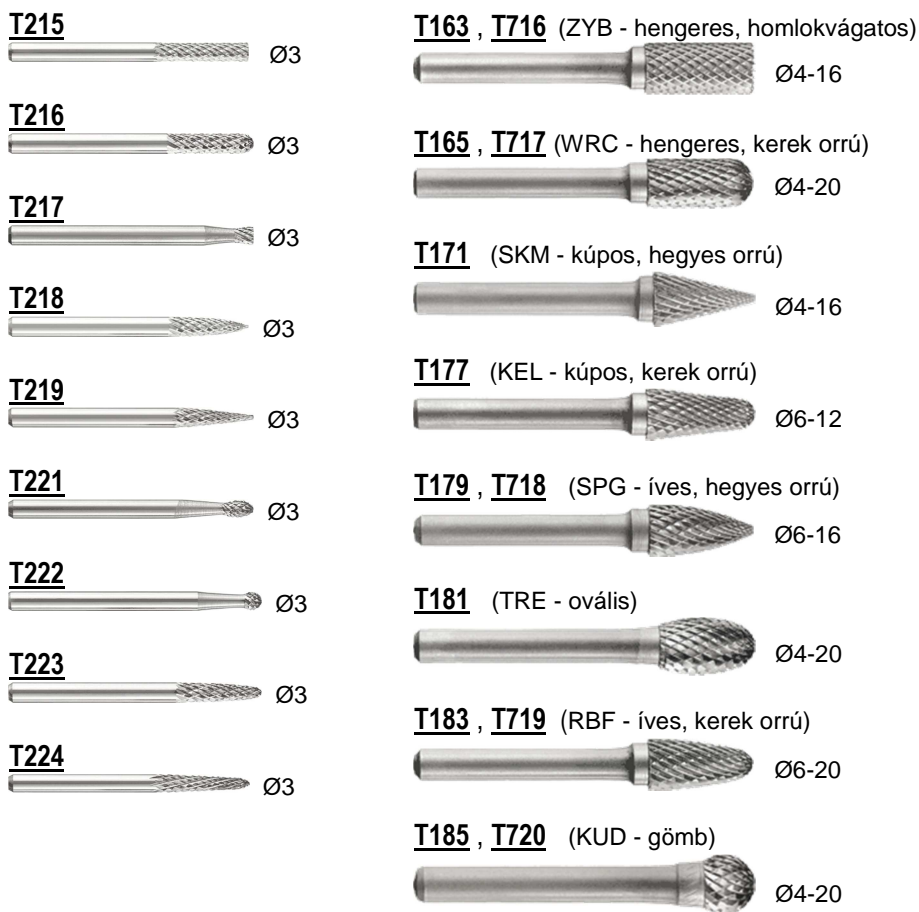 T215
Ø3
T216
Ø3
T217
Ø3
T218
Ø3
T219
Ø3
T221
Ø3
T222
Ø3
T223
Ø3
T224
Ø3
T163 , T716 (ZYB - hengeres, homlokvágatos)
Ø4-16
T165 , T717 (WRC - hengeres, kerek orrú)
Ø4-20
T171 (SKM - kúpos, hegyes orrú)
Ø4-16
T177 (KEL - kúpos, kerek orrú)
Ø6-12
T179 , T718 (SPG - íves, hegyes orrú)
Ø6-16
T181 (TRE - ovális)
Ø4-20
T183 , T719 (RBF - íves, kerek orrú)
Ø6-20
T185 , T720 (KUD - gömb)
Ø4-20